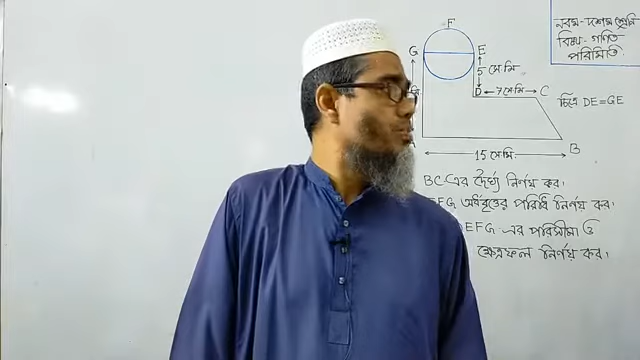 নবম-দশম শ্রেণি
বিষয়- গণিত
পরিমিতি
F
G
E
5 সে.মি
D
7 সে.মি
C
চিত্রে DE=GE
B
15 সে.মি.
BC এর দৈর্ঘ্য নির্ণয় কর।
EFG অর্ধবৃত্তের পরিধি নির্ণয় কর।
EFG এর পরিসীমা ও
ক্ষেত্রফল নির্ণয় কর।